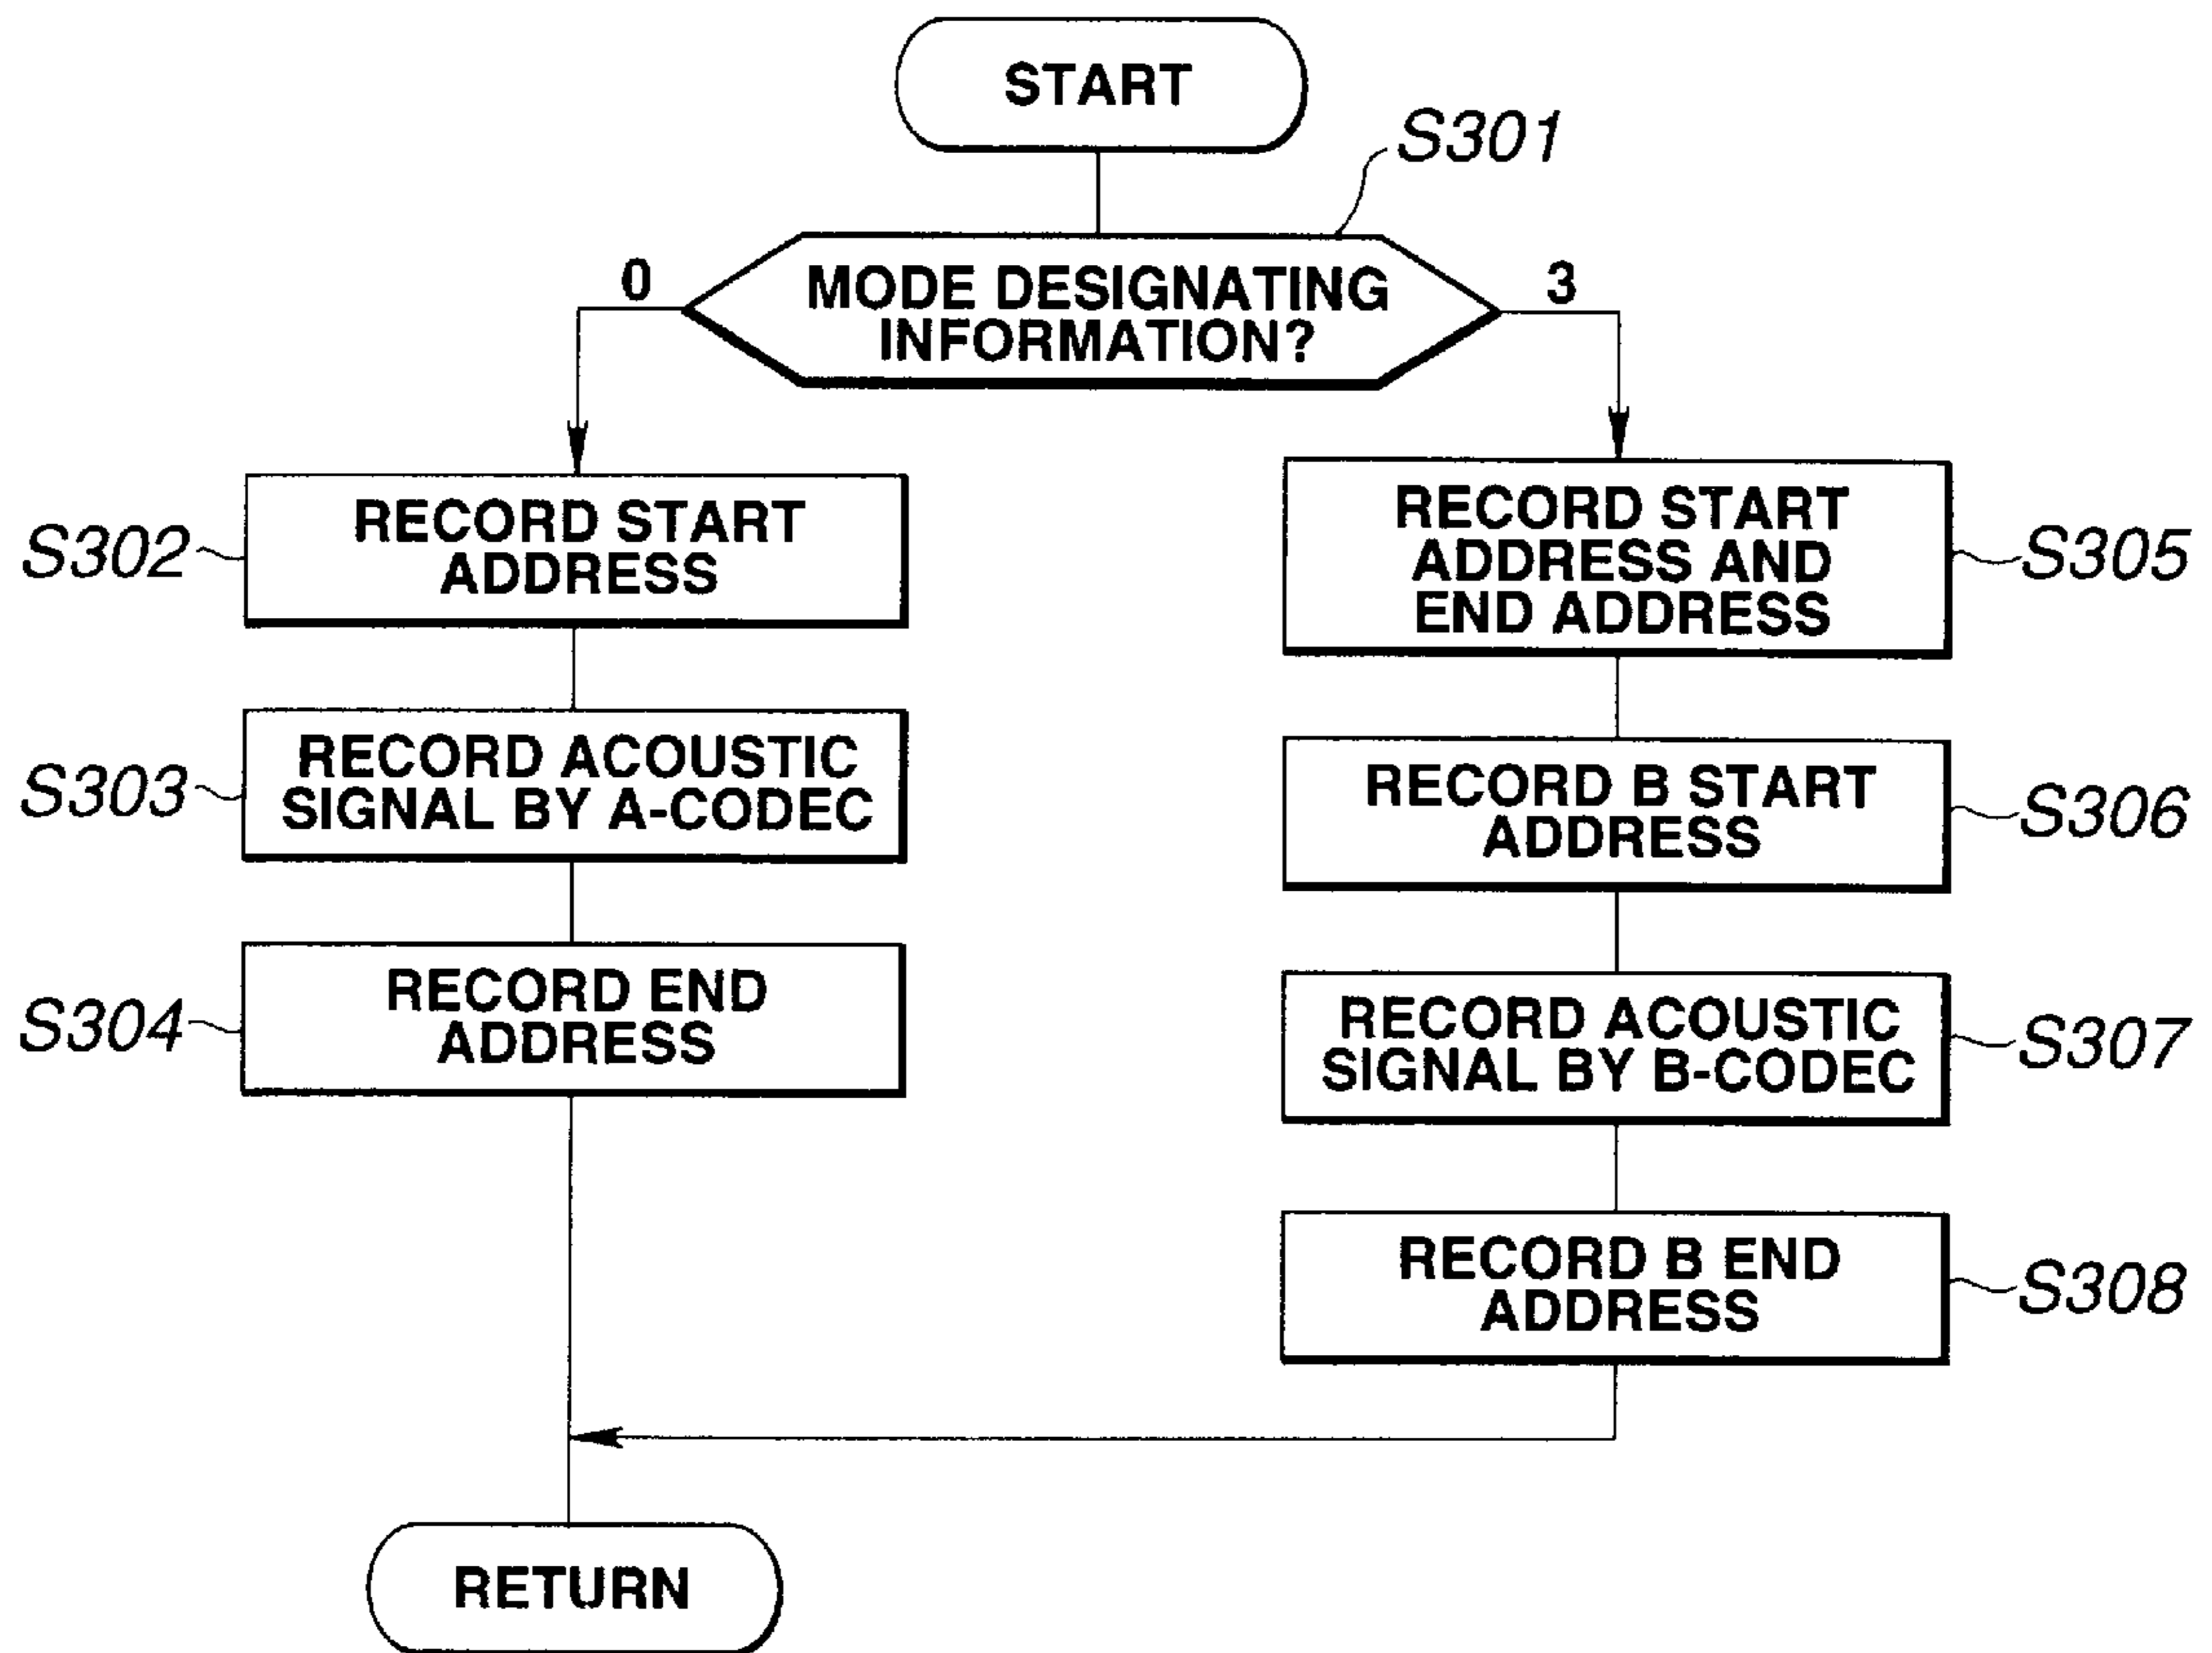 START
S301
0
MODE DESIGNATING
INFORMATION?
3
S302
RECORD START
ADDRESS
S303
RECORD ACOUSTIC
SIGNAL BY A-CODEC
S304
RECORD END
ADDRESS
RECORD START
ADDRESS AND
END ADDRESS
S305
RECORD B START
ADDRESS
S306
RECORD ACOUSTIC
SIGNAL BY B-CODEC
S307
RECORD B END
ADDRESS
S308
RETURN